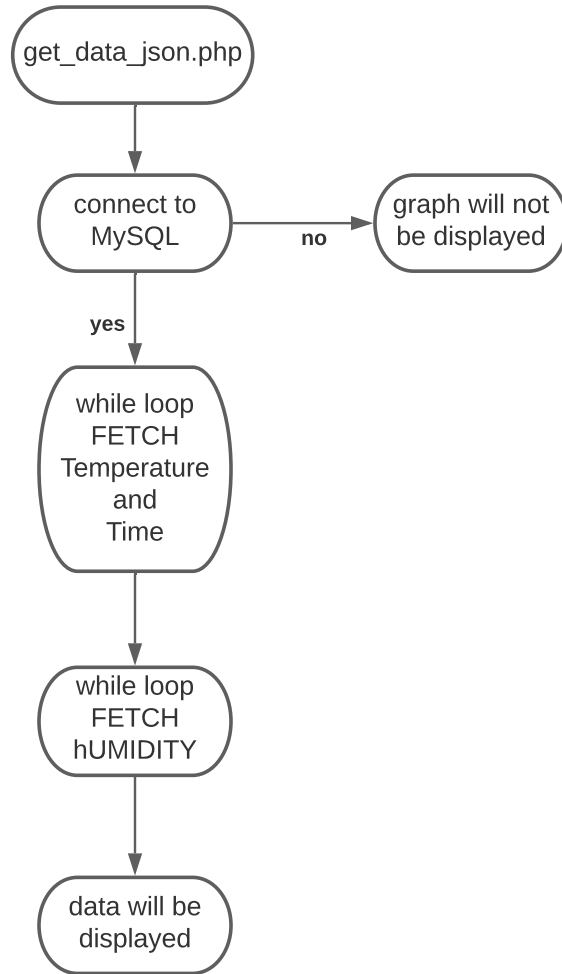 get_data_json.php
connect to
MySQL
no
graph will not
be displayed
yes
while loop
FETCH
Temperature
and
Time
while loop
FETCH
hUMIDITY
data will be
displayed